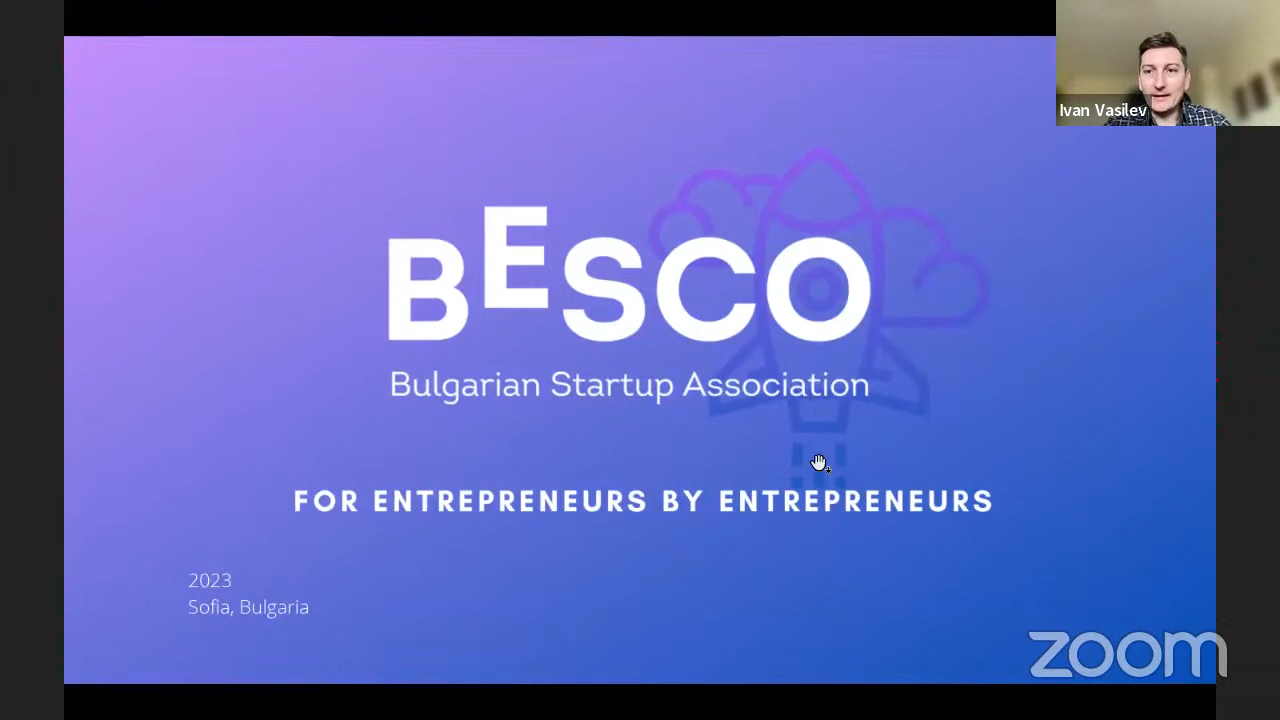 Ivan Vasilev
BESCO
Bulgarian Startup Association
FOR ENTREPRENEURS BY ENTREPRENEURS
2023
Sofia, Bulgaria
zoom